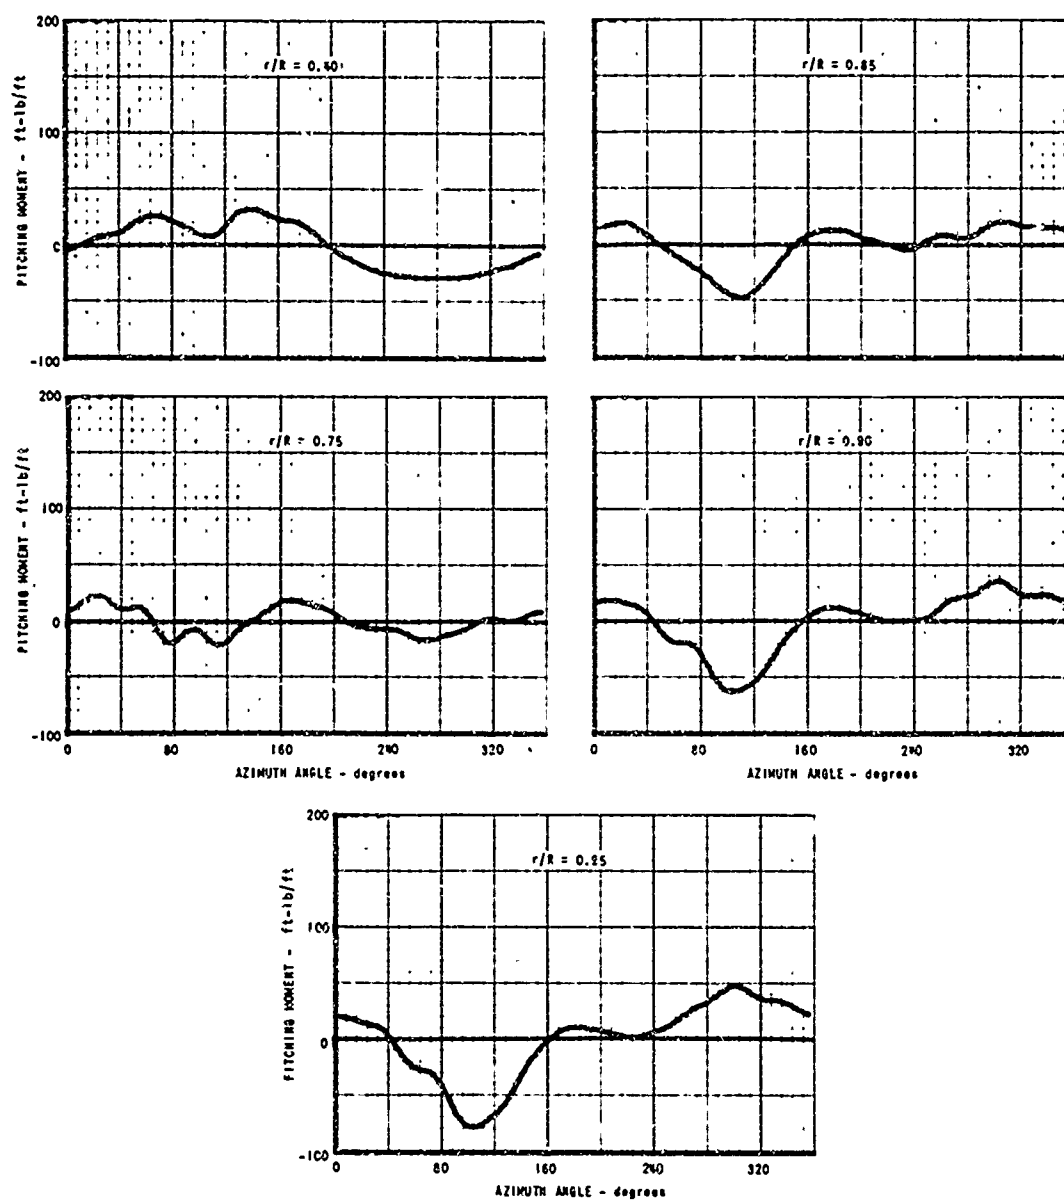 200
r/R = 0.40
100
PITCHING MOMENT - ft-lb/ft
0
-100
r/R = 0.85
200
r/R = 0.75
100
PITCHING MOMENT - ft-lb/ft
0
-100
0 80 160 240 320
AZIMUTH ANGLE - degrees
r/R = 0.90
0 80 160 240 320
AZIMUTH ANGLE - degrees
200
r/R = 0.95
100
PITCHING MOMENT - ft-lb/ft
0
-100
0 80 160 240 320
AZIMUTH ANGLE - degrees